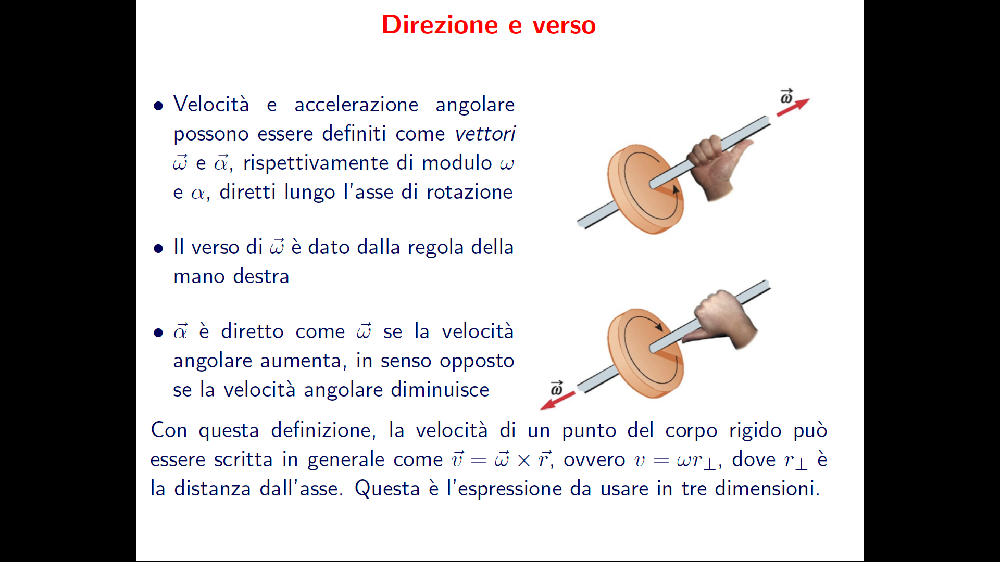 Direzione e verso
• Velocità e accelerazione angolare
possono essere definiti come vettori
$\vec{\omega}$ e $\vec{\alpha}$, rispettivamente di modulo $\omega$
e $\alpha$, diretti lungo l'asse di rotazione
• Il verso di $\vec{\omega}$ è dato dalla regola della
mano destra
• $\vec{\alpha}$ è diretto come $\vec{\omega}$ se la velocità
angolare aumenta, in senso opposto
se la velocità angolare diminuisce
$\vec{\omega}$
$\vec{\omega}$
Con questa definizione, la velocità di un punto del corpo rigido può
essere scritta in generale come $\vec{v} = \vec{\omega} \times \vec{r}$, ovvero $v = \omega r_{\perp}$, dove $r_{\perp}$ è
la distanza dall'asse. Questa è l'espressione da usare in tre dimensioni.